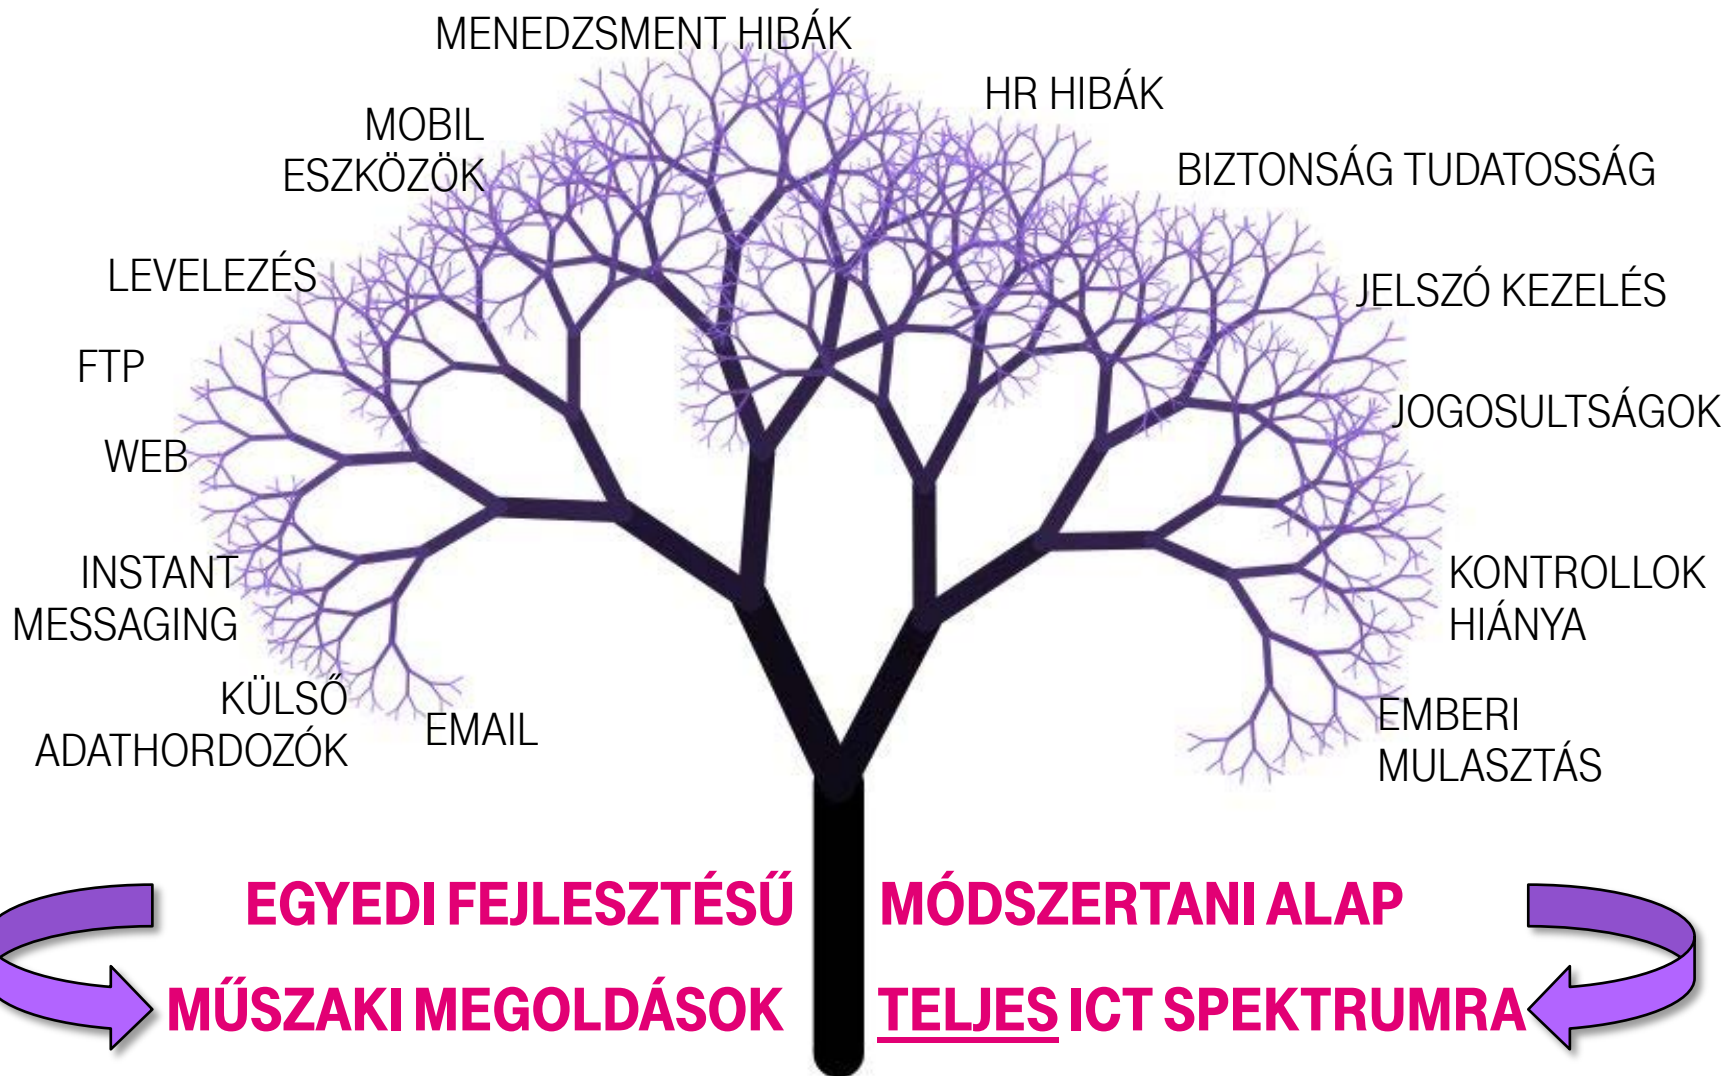 MENEDZSMENT HIBÁK
HR HIBÁK
MOBIL
ESZKÖZÖK
BIZTONSÁG TUDATOSSÁG
LEVELEZÉS
JELSZÓ KEZELÉS
FTP
JOGOSULTSÁGOK
WEB
INSTANT
MESSAGING
KONTROLLOK
HIÁNYA
KÜLSŐ
ADATHORDOZÓK
EMAIL
EMBERI
MULASZTÁS
EGYEDI FEJLESZTÉSŰ
MŰSZAKI MEGOLDÁSOK
MÓDSZERTANI ALAP
TELJES ICT SPEKTRUMRA